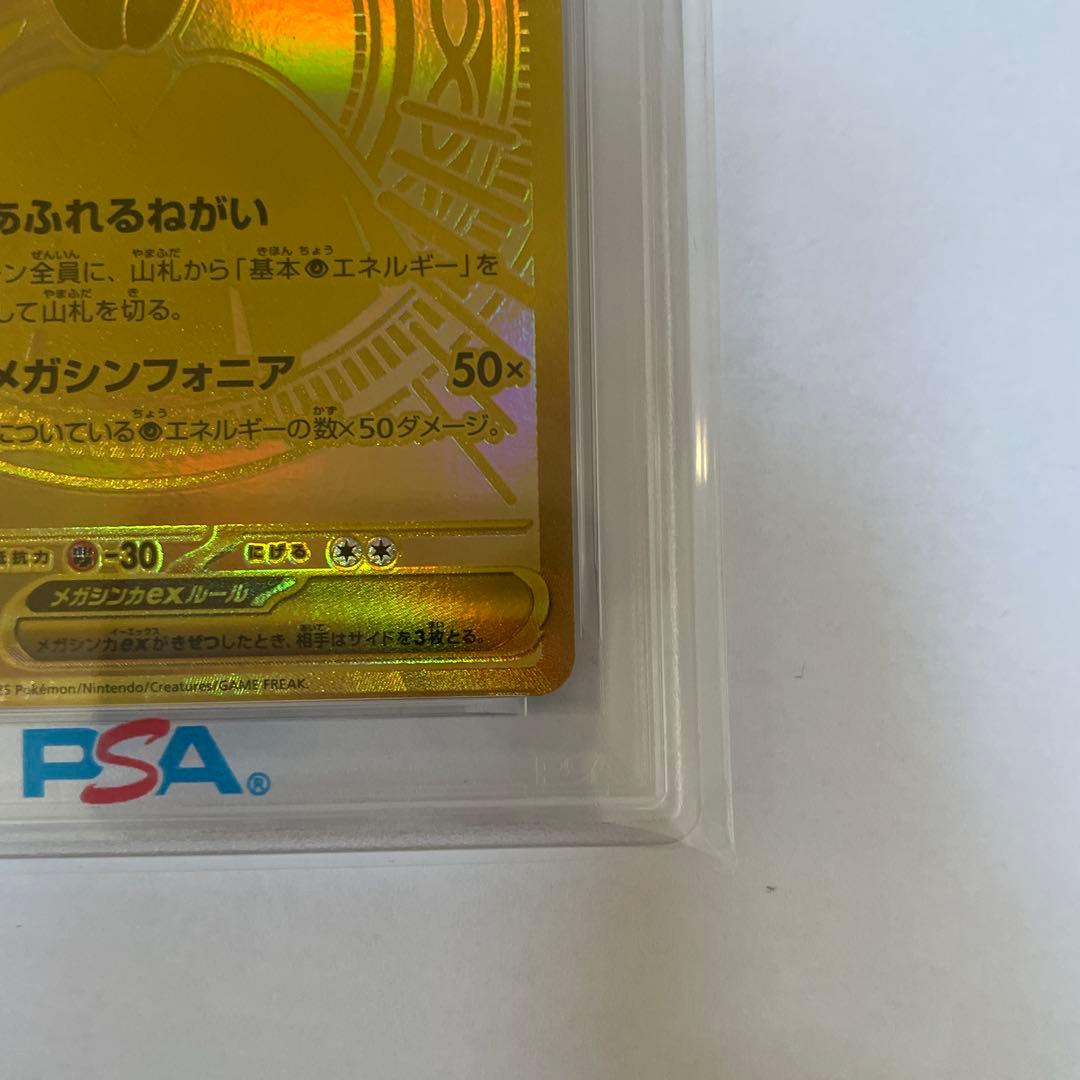 あふれるねがい
ン全員に、山札から「基本エネルギー」を
して山札を切る。
メガシンフォニア 50×
についているエネルギーの数×50ダメージ。
抵抗力 -30 にげる
メガシンカexルール
メガシンカexがきぜつしたとき、相手はサイドを3枚とる。
25 Pokémon/Nintendo/Creatures/GAME FREAK.
PSA®